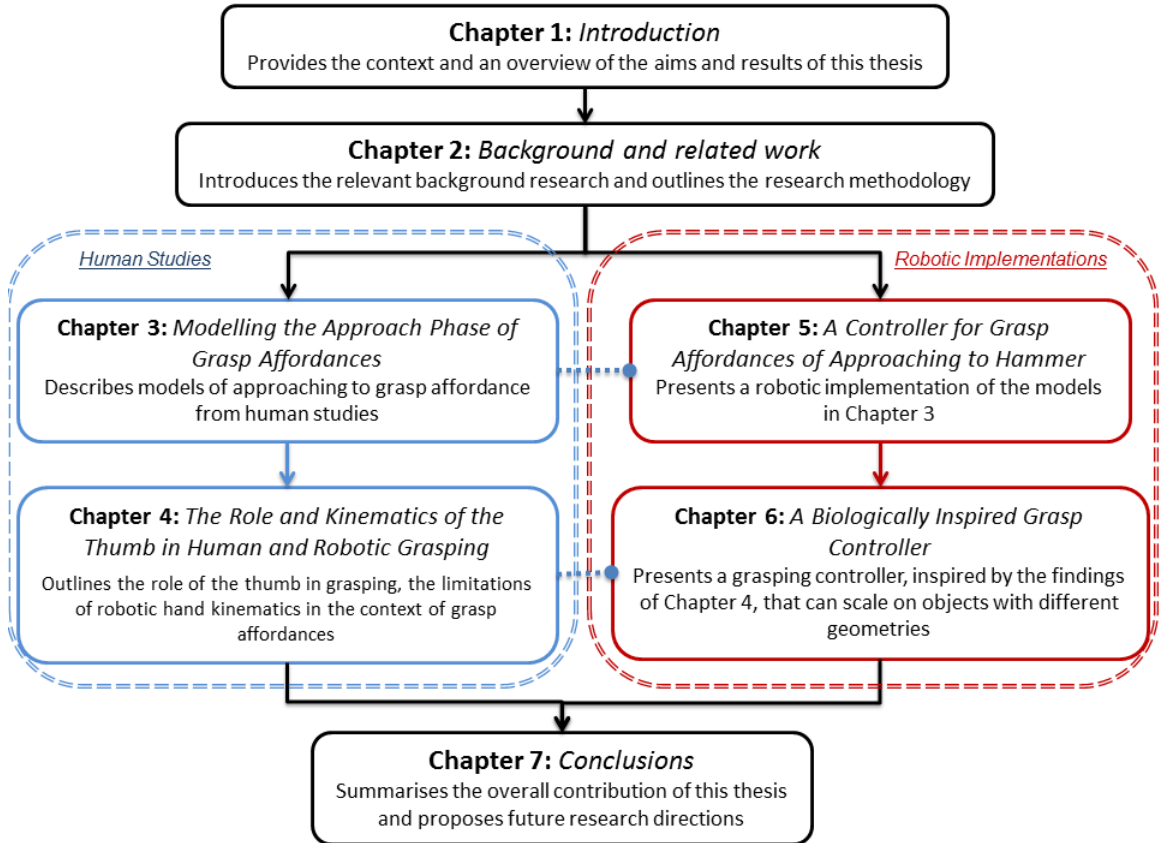 Chapter 1: Introduction
Provides the context and an overview of the aims and results of this thesis
Chapter 2: Background and related work
Introduces the relevant background research and outlines the research methodology
Human Studies
Chapter 3: Modelling the Approach Phase of
Grasp Affordances
Describes models of approaching to grasp affordance
from human studies
Chapter 4: The Role and Kinematics of the
Thumb in Human and Robotic Grasping
Outlines the role of the thumb in grasping, the limitations
of robotic hand kinematics in the context of grasp
affordances
Robotic Implementations
Chapter 5: A Controller for Grasp
Affordances of Approaching to Hammer
Presents a robotic implementation of the models
in Chapter 3
Chapter 6: A Biologically Inspired Grasp
Controller
Presents a grasping controller, inspired by the findings
of Chapter 4, that can scale on objects with different
geometries
Chapter 7: Conclusions
Summarises the overall contribution of this thesis
and proposes future research directions